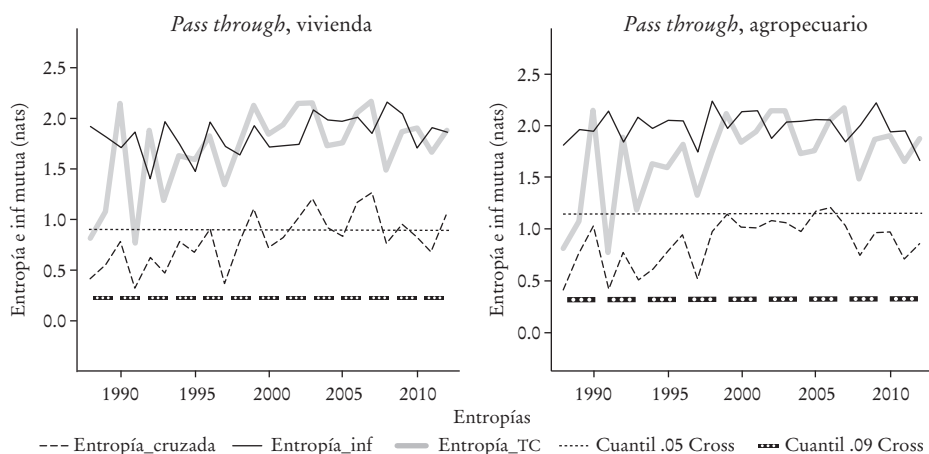 Pass through, vivienda
Pass through, agropecuario
Entropía e inf mutua (nats)
2.5
2.0
1.5
1.0
0.5
0.0
1990 1995 2000 2005 2010
Entropía e inf mutua (nats)
2.5
2.0
1.5
1.0
0.5
0.0
1990 1995 2000 2005 2010
Entropías
Entropía_cruzada Entropía_inf Entropía_TC Cuantil .05 Cross Cuantil .09 Cross